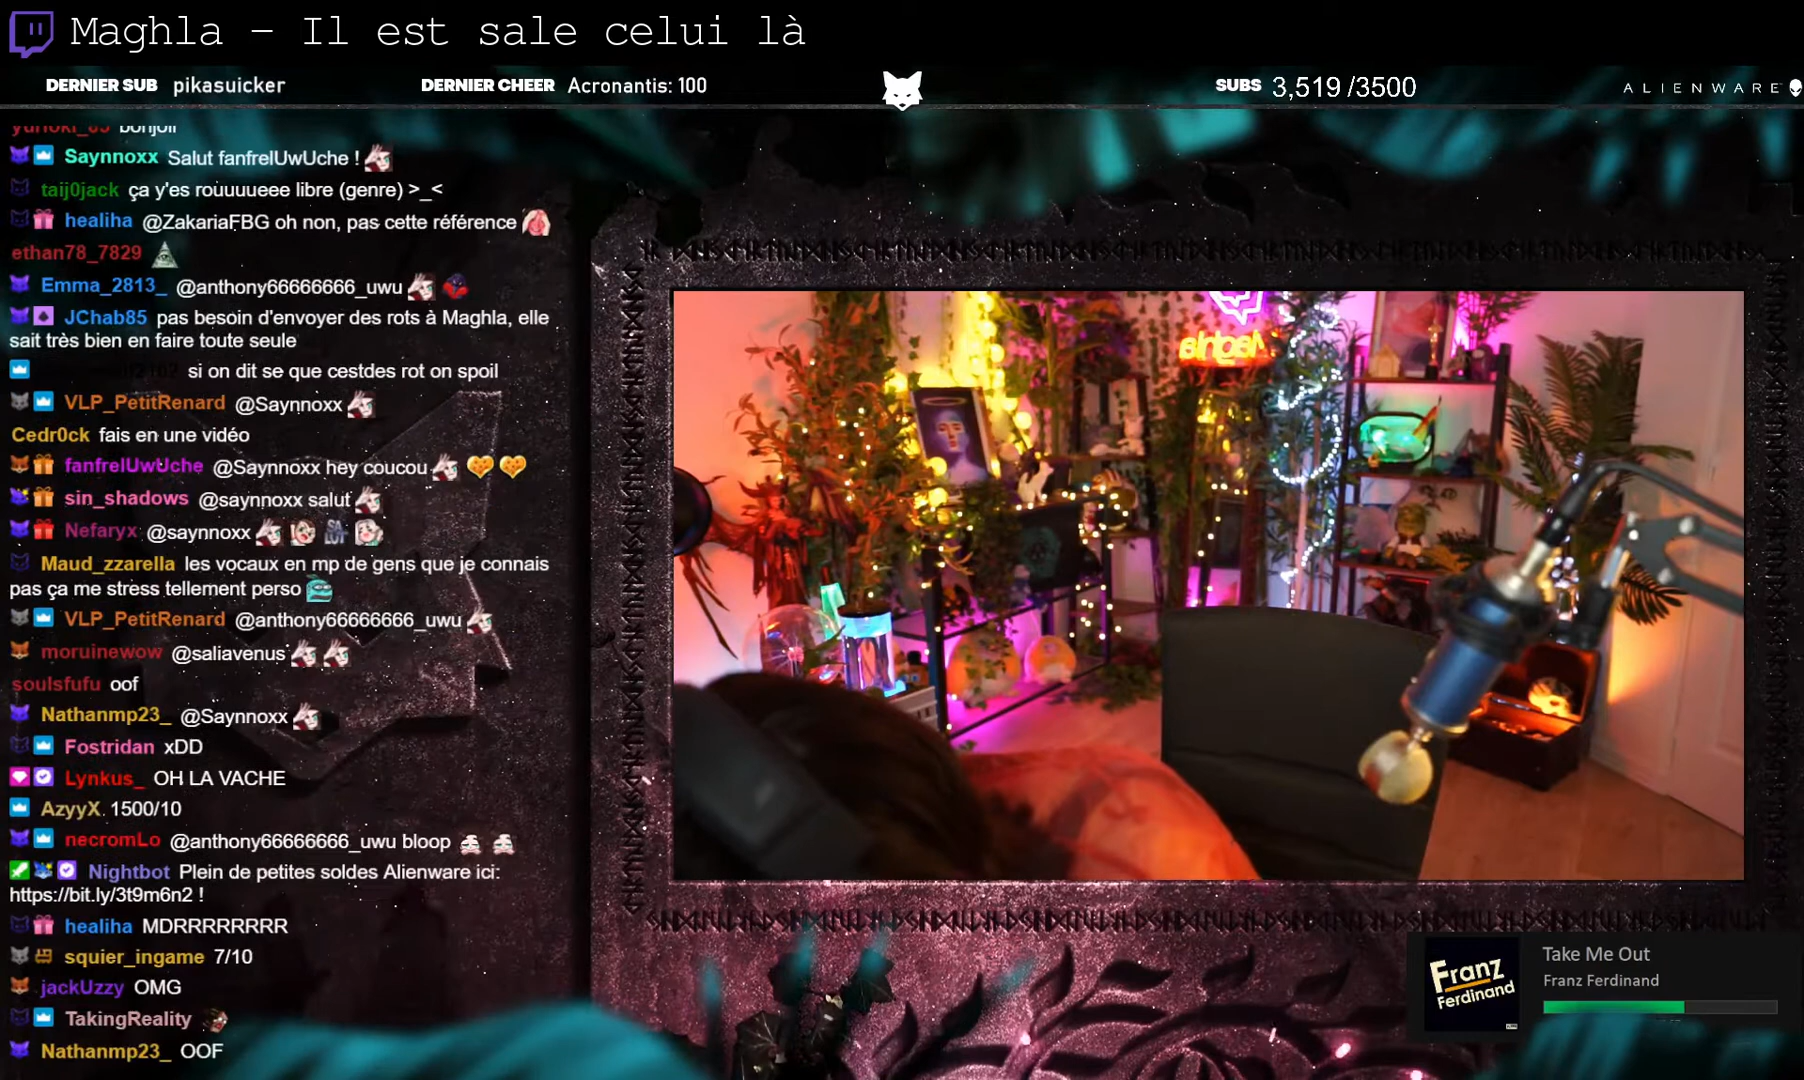 Maghla - Il est sale celui là
DERNIER SUB pikasuicker DERNIER CHEER Acronantis: 100 SUBS 3,519 /3500 ALIENWARE
yurioki_85 bonjoir
Saynnoxx Salut fanfrelUwUche !
taij0jack ça y'es rouuuueee libre (genre) >_<
healiha @ZakariaFBG oh non, pas cette référence
ethan78_7829
Emma_2813_ @anthony66666666_uwu
JChab85 pas besoin d'envoyer des rots à Maghla, elle
sait très bien en faire toute seule
si on dit se que cestdes rot on spoil
VLP_PetitRenard @Saynnoxx
Cedr0ck fais en une vidéo
fanfrelUwUche @Saynnoxx hey coucou
sin_shadows @saynnoxx salut
Nefaryx @saynnoxx
Maud_zzarella les vocaux en mp de gens que je connais
pas ça me stress tellement perso
VLP_PetitRenard @anthony66666666_uwu
moruinewow @saliavenus
soulsfufu oof
Nathanmp23_ @Saynnoxx
Fostridan xDD
Lynkus_ OH LA VACHE
AzyyX 1500/10
necromLo @anthony66666666_uwu bloop
Nightbot Plein de petites soldes Alienware ici:
https://bit.ly/3t9m6n2 !
healiha MDRRRRRRRR
squier_ingame 7/10
jackUzzy OMG
TakingReality
Nathanmp23_ OOF
Franz
Ferdinand
Take Me Out
Franz Ferdinand